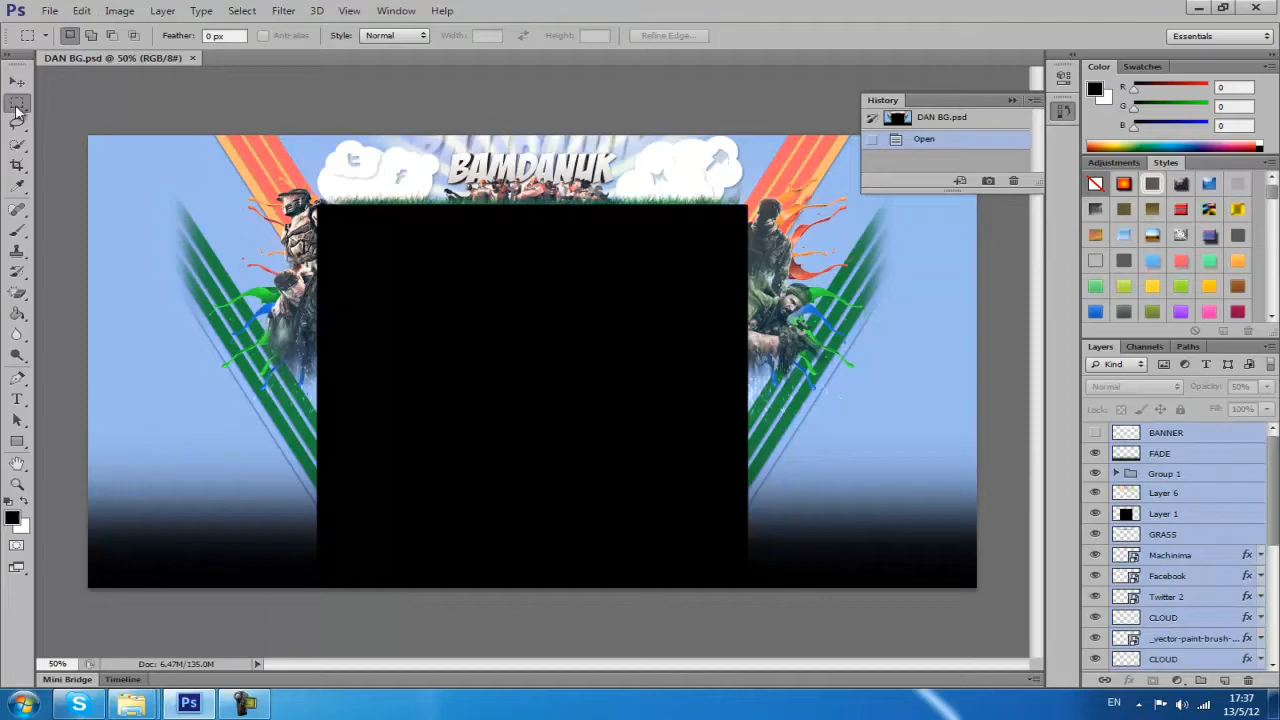 Ps File Edit Image Layer Type Select Filter 3D View Window Help
Feather: 0 px Anti-alias Style: Normal Width: Height: Refine Edge... Essentials
DAN BG.psd @ 50% (RGB/8#) ×
Color Swatches
R 0
G 0
B 0
History
DAN BG.psd
Open
BAMDANUK
Adjustments Styles
Layers Channels Paths
Kind
Normal Opacity: 50%
Lock: Fill: 100%
BANNER
FADE
Group 1
Layer 6
Layer 1
GRASS
Machinima fx
Facebook fx
Twitter 2 fx
CLOUD
_vector-paint-brush-... fx
CLOUD fx
50% Doc: 6.47M/135.0M
Mini Bridge Timeline
EN 17:37
13/5/12